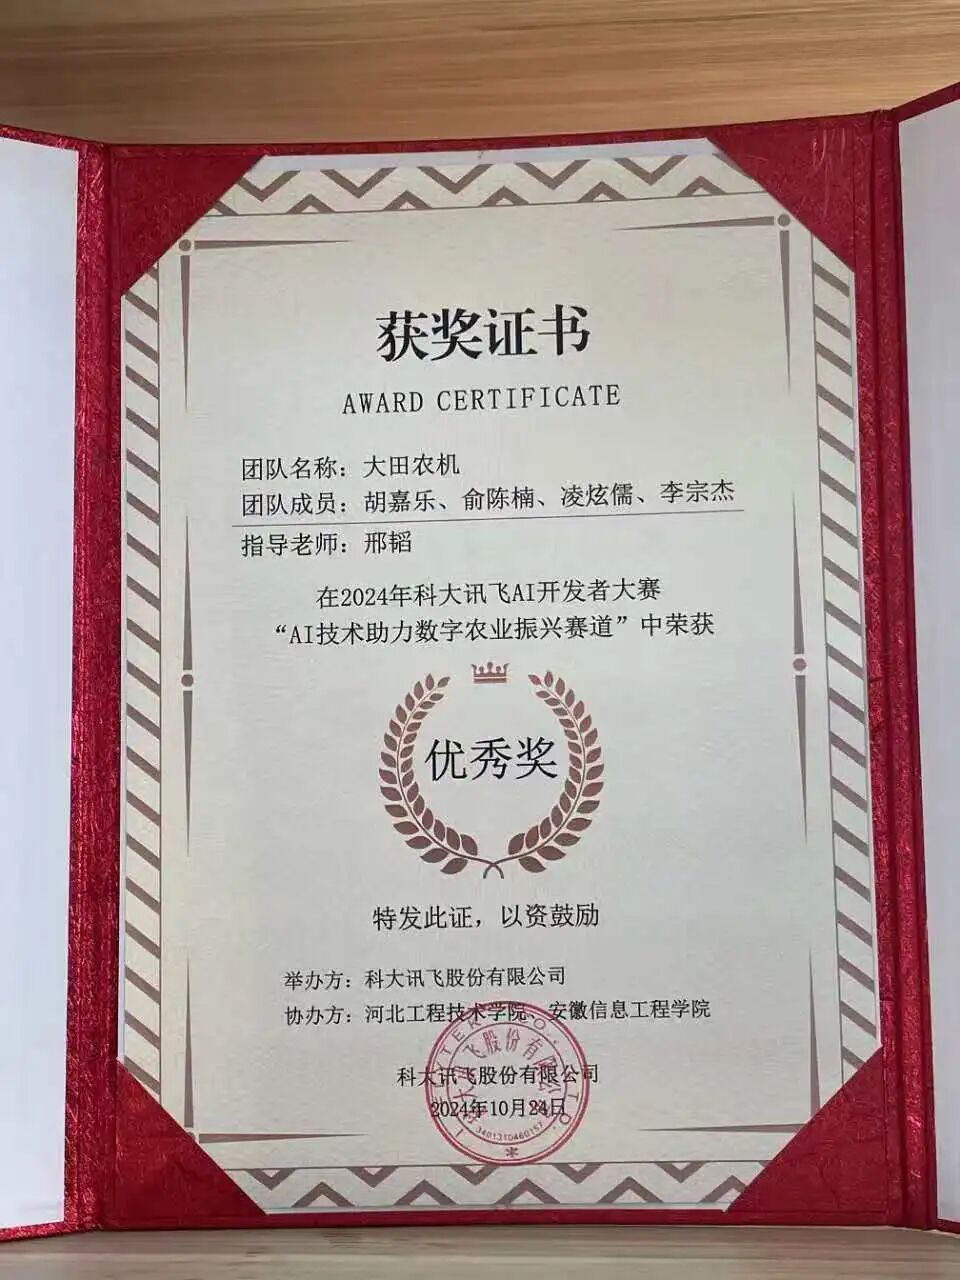 获奖证书
AWARD CERTIFICATE
团队名称：大田农机
团队成员：胡嘉乐、俞陈楠、凌炫儒、李宗杰
指导老师：邢韬
在2024年科大讯飞AI开发者大赛
“AI技术助力数字农业振兴赛道”中荣获
优秀奖
特发此证，以资鼓励
举办方：科大讯飞股份有限公司
协办方：河北工程技术学院、安徽信息工程学院
科大讯飞股份有限公司
2024年10月24日
3401310460157